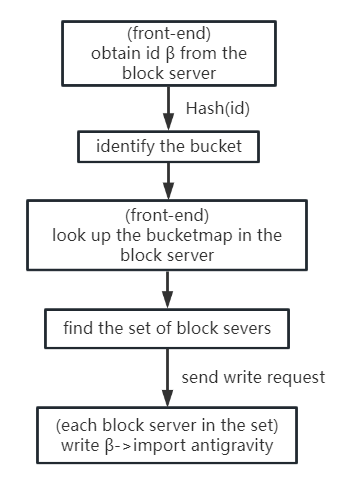 (front-end)
obtain id β from the
block server
Hash(id)
identify the bucket
(front-end)
look up the bucketmap in the
block server
find the set of block severs
send write request
(each block server in the set)
write β->import antigravity